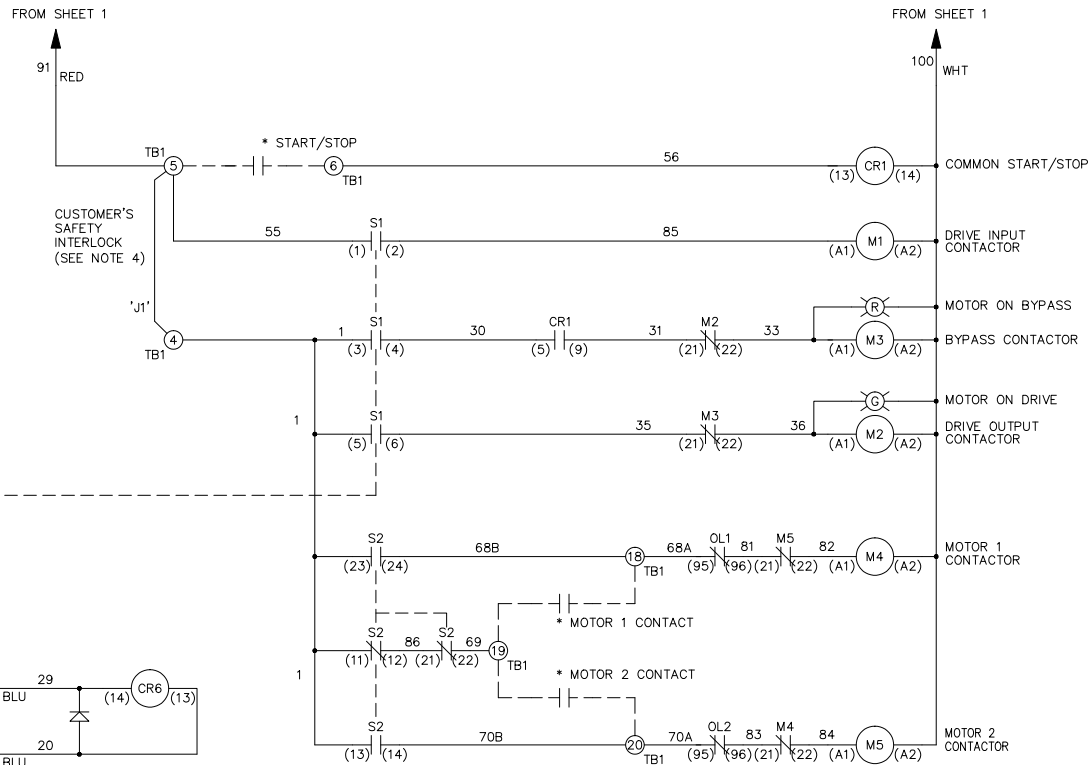 FROM SHEET 1
FROM SHEET 1
91
RED
100
WHT
TB1
5
* START/STOP
6
TB1
56
CR1
(13)
(14)
COMMON START/STOP
CUSTOMER'S
SAFETY
INTERLOCK
(SEE NOTE 4)
55
S1
(1)
(2)
85
M1
(A1)
(A2)
DRIVE INPUT
CONTACTOR
'J1'
R
MOTOR ON BYPASS
4
TB1
1
S1
(3)
(4)
30
CR1
(5)
(9)
31
M2
(21)
(22)
33
M3
(A1)
(A2)
BYPASS CONTACTOR
G
MOTOR ON DRIVE
1
S1
(5)
(6)
35
M3
(21)
(22)
36
M2
(A1)
(A2)
DRIVE OUTPUT
CONTACTOR
S2
(23)
(24)
68B
18
TB1
68A
OL1
(95)
(96)
81
M5
(21)
(22)
82
M4
(A1)
(A2)
MOTOR 1
CONTACTOR
* MOTOR 1 CONTACT
S2
(11)
(12)
86
S2
(21)
(22)
69
19
TB1
1
* MOTOR 2 CONTACT
S2
(13)
(14)
70B
20
TB1
70A
OL2
(95)
(96)
83
M4
(21)
(22)
84
M5
(A1)
(A2)
MOTOR 2
CONTACTOR
29
BLU
(14)
CR6
(13)
20
BLU